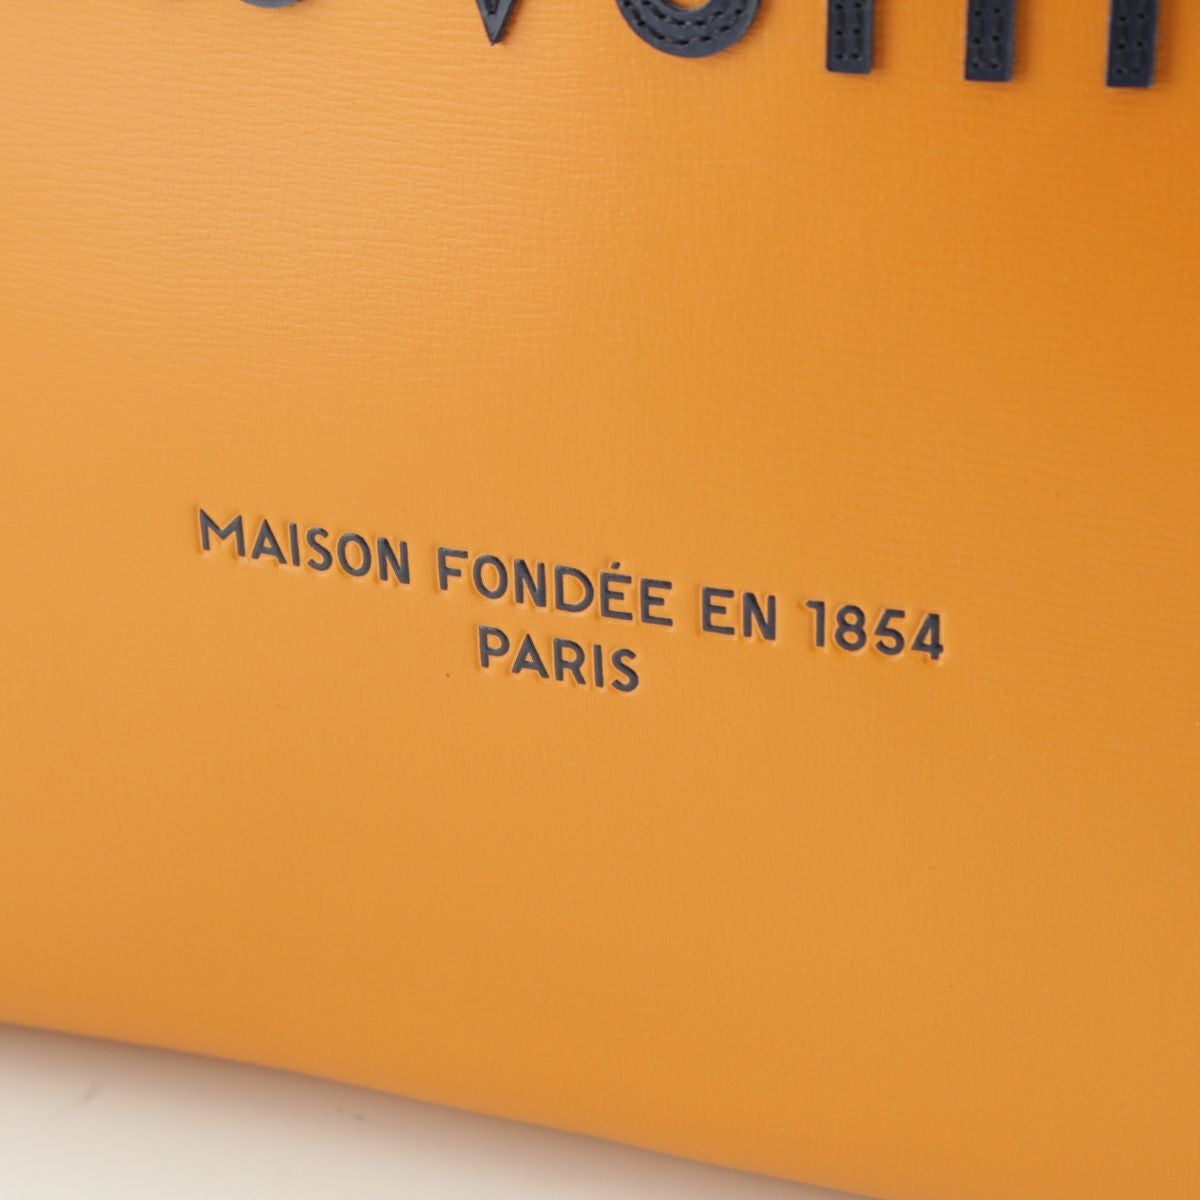 MAISON FONDÉE EN 1854
PARIS